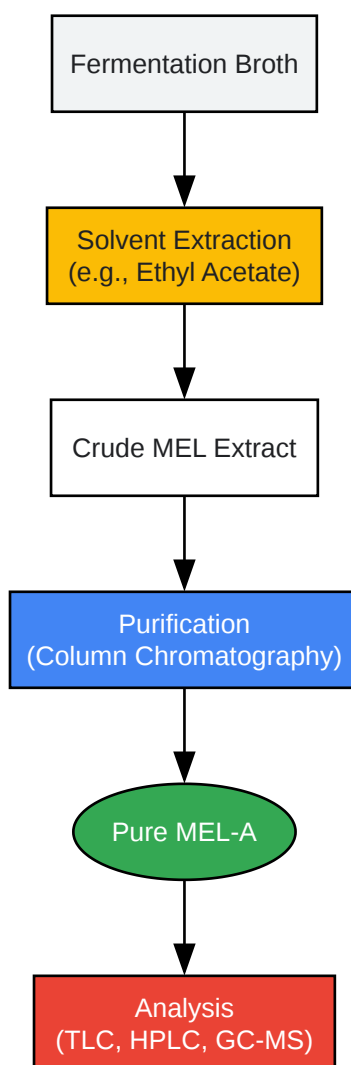 Fermentation Broth
Solvent Extraction
(e.g., Ethyl Acetate)
Crude MEL Extract
Purification
(Column Chromatography)
Pure MEL-A
Analysis
(TLC, HPLC, GC-MS)